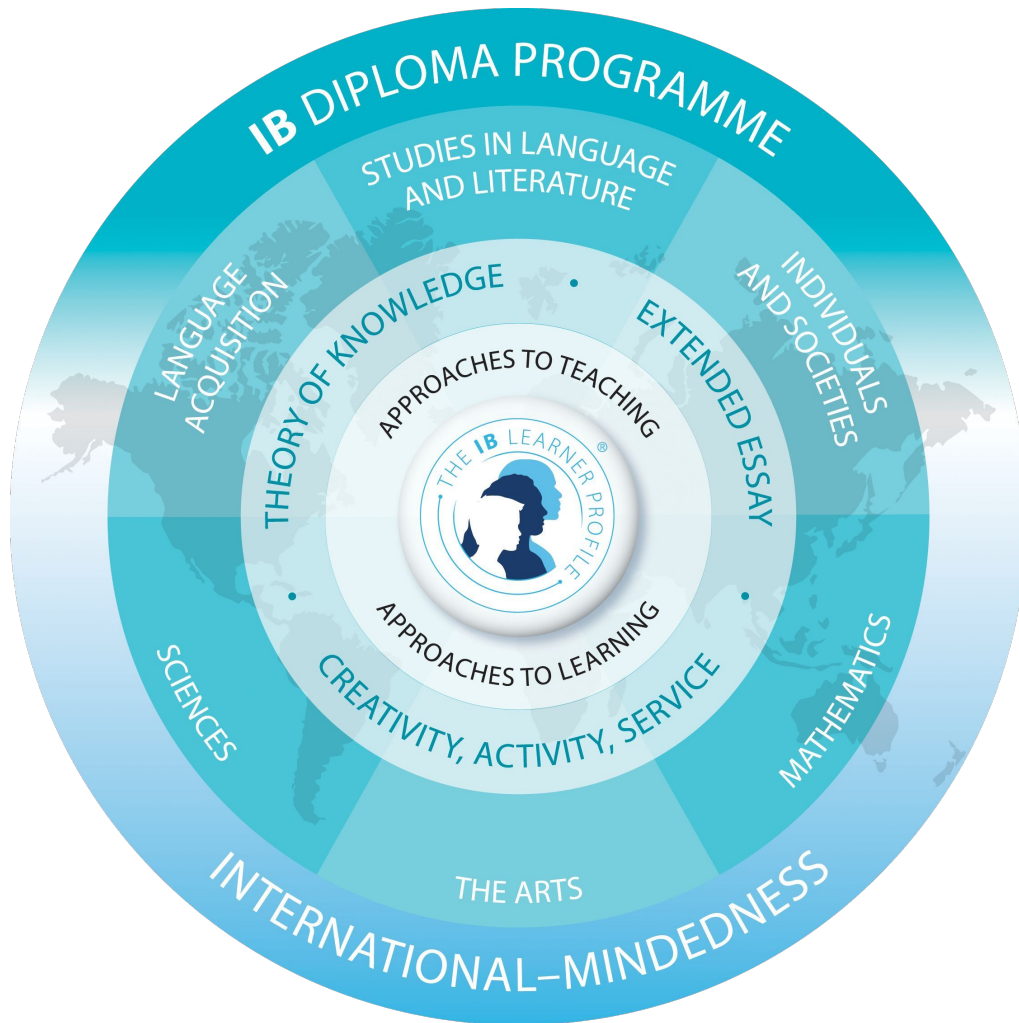 IB DIPLOMA PROGRAMME
STUDIES IN LANGUAGE
AND LITERATURE
LANGUAGE
ACQUISITION
INDIVIDUALS
AND SOCIETIES
THEORY OF KNOWLEDGE
EXTENDED ESSAY
APPROACHES TO TEACHING
THE IB LEARNER PROFILE®
APPROACHES TO LEARNING
CREATIVITY, ACTIVITY, SERVICE
SCIENCES
MATHEMATICS
THE ARTS
INTERNATIONAL–MINDEDNESS